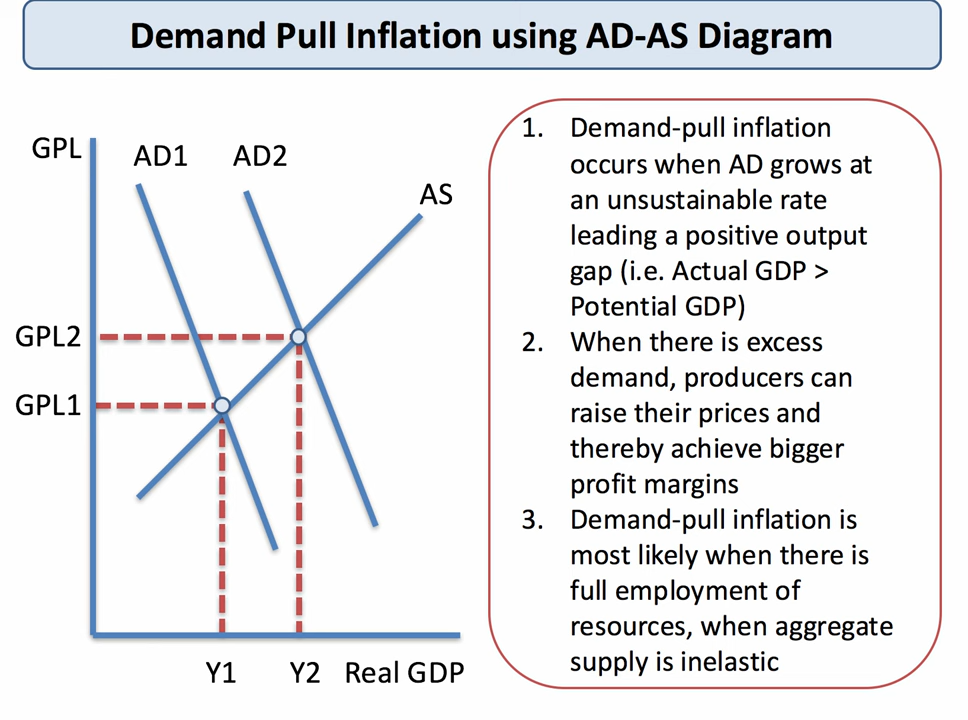 Demand Pull Inflation using AD-AS Diagram
GPL
AD1
AD2
AS
GPL2
GPL1
Y1
Y2
Real GDP
1. Demand-pull inflation
occurs when AD grows at
an unsustainable rate
leading a positive output
gap (i.e. Actual GDP >
Potential GDP)
2. When there is excess
demand, producers can
raise their prices and
thereby achieve bigger
profit margins
3. Demand-pull inflation is
most likely when there is
full employment of
resources, when aggregate
supply is inelastic